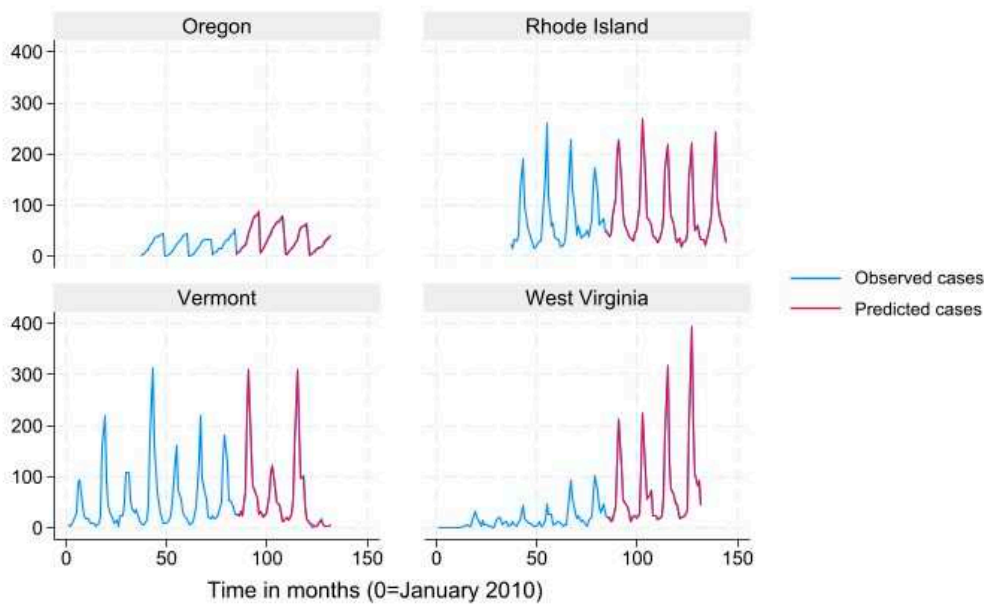 Oregon
Rhode Island
400
300
200
100
0
Observed cases
Predicted cases
Vermont
West Virginia
400
300
200
100
0
0 50 100 150
0 50 100 150
Time in months (0=January 2010)